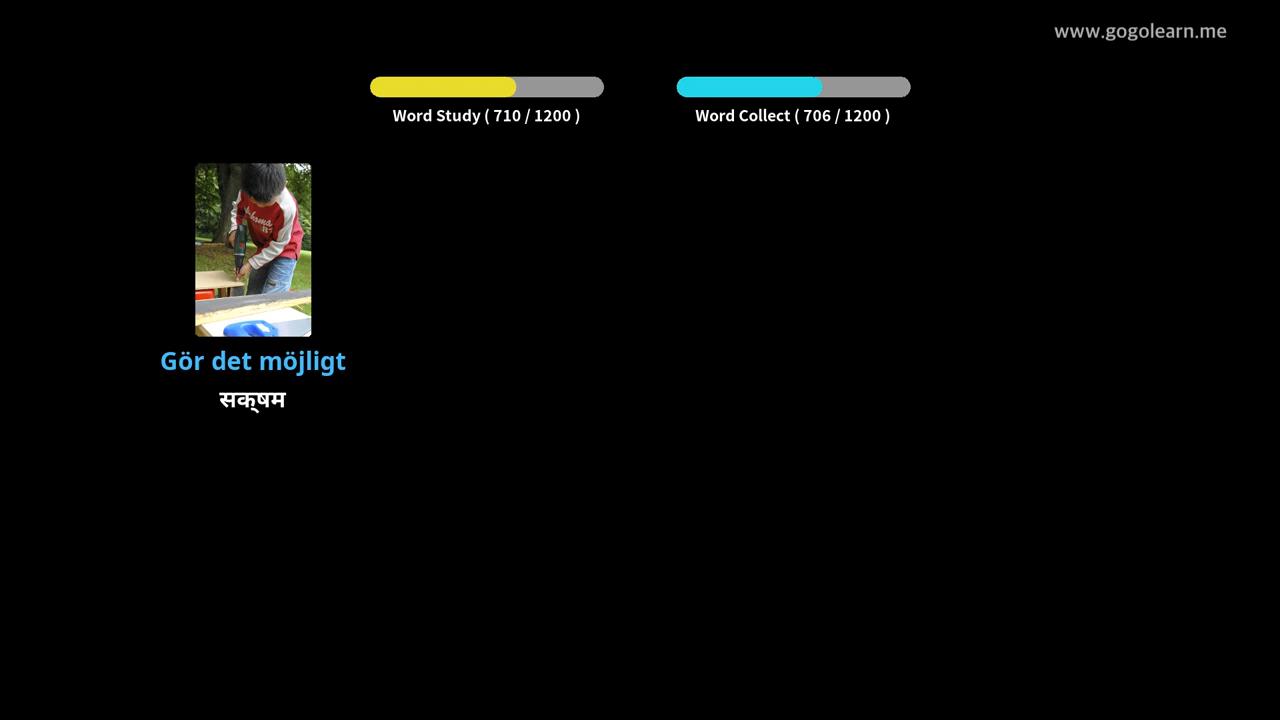 www.gogolearn.me
Word Study ( 710 / 1200 )
Word Collect ( 706 / 1200 )
Gör det möjligt
सक्षम